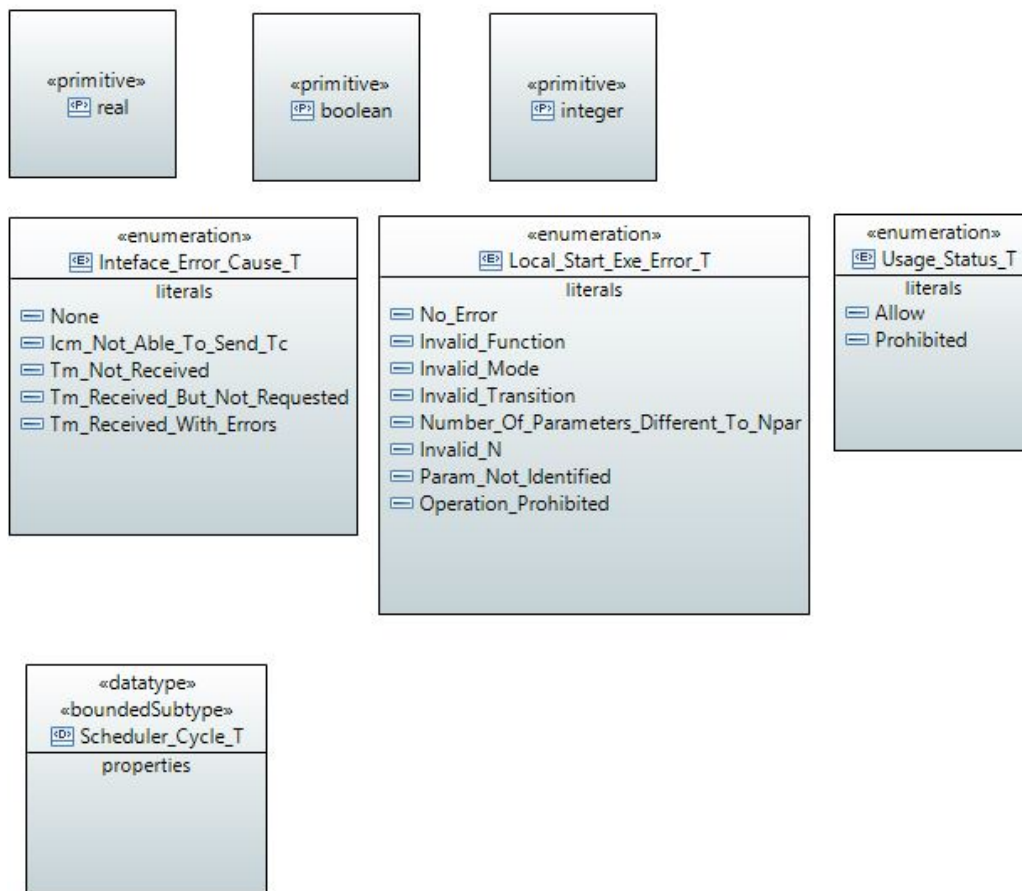 «primitive»
real
«primitive»
boolean
«primitive»
integer
«enumeration»
Inteface_Error_Cause_T
literals
None
Icm_Not_Able_To_Send_Tc
Tm_Not_Received
Tm_Received_But_Not_Requested
Tm_Received_With_Errors
«enumeration»
Local_Start_Exe_Error_T
literals
No_Error
Invalid_Function
Invalid_Mode
Invalid_Transition
Number_Of_Parameters_Different_To_Npar
Invalid_N
Param_Not_Identified
Operation_Prohibited
«enumeration»
Usage_Status_T
literals
Allow
Prohibited
«datatype»
«boundedSubtype»
Scheduler_Cycle_T
properties